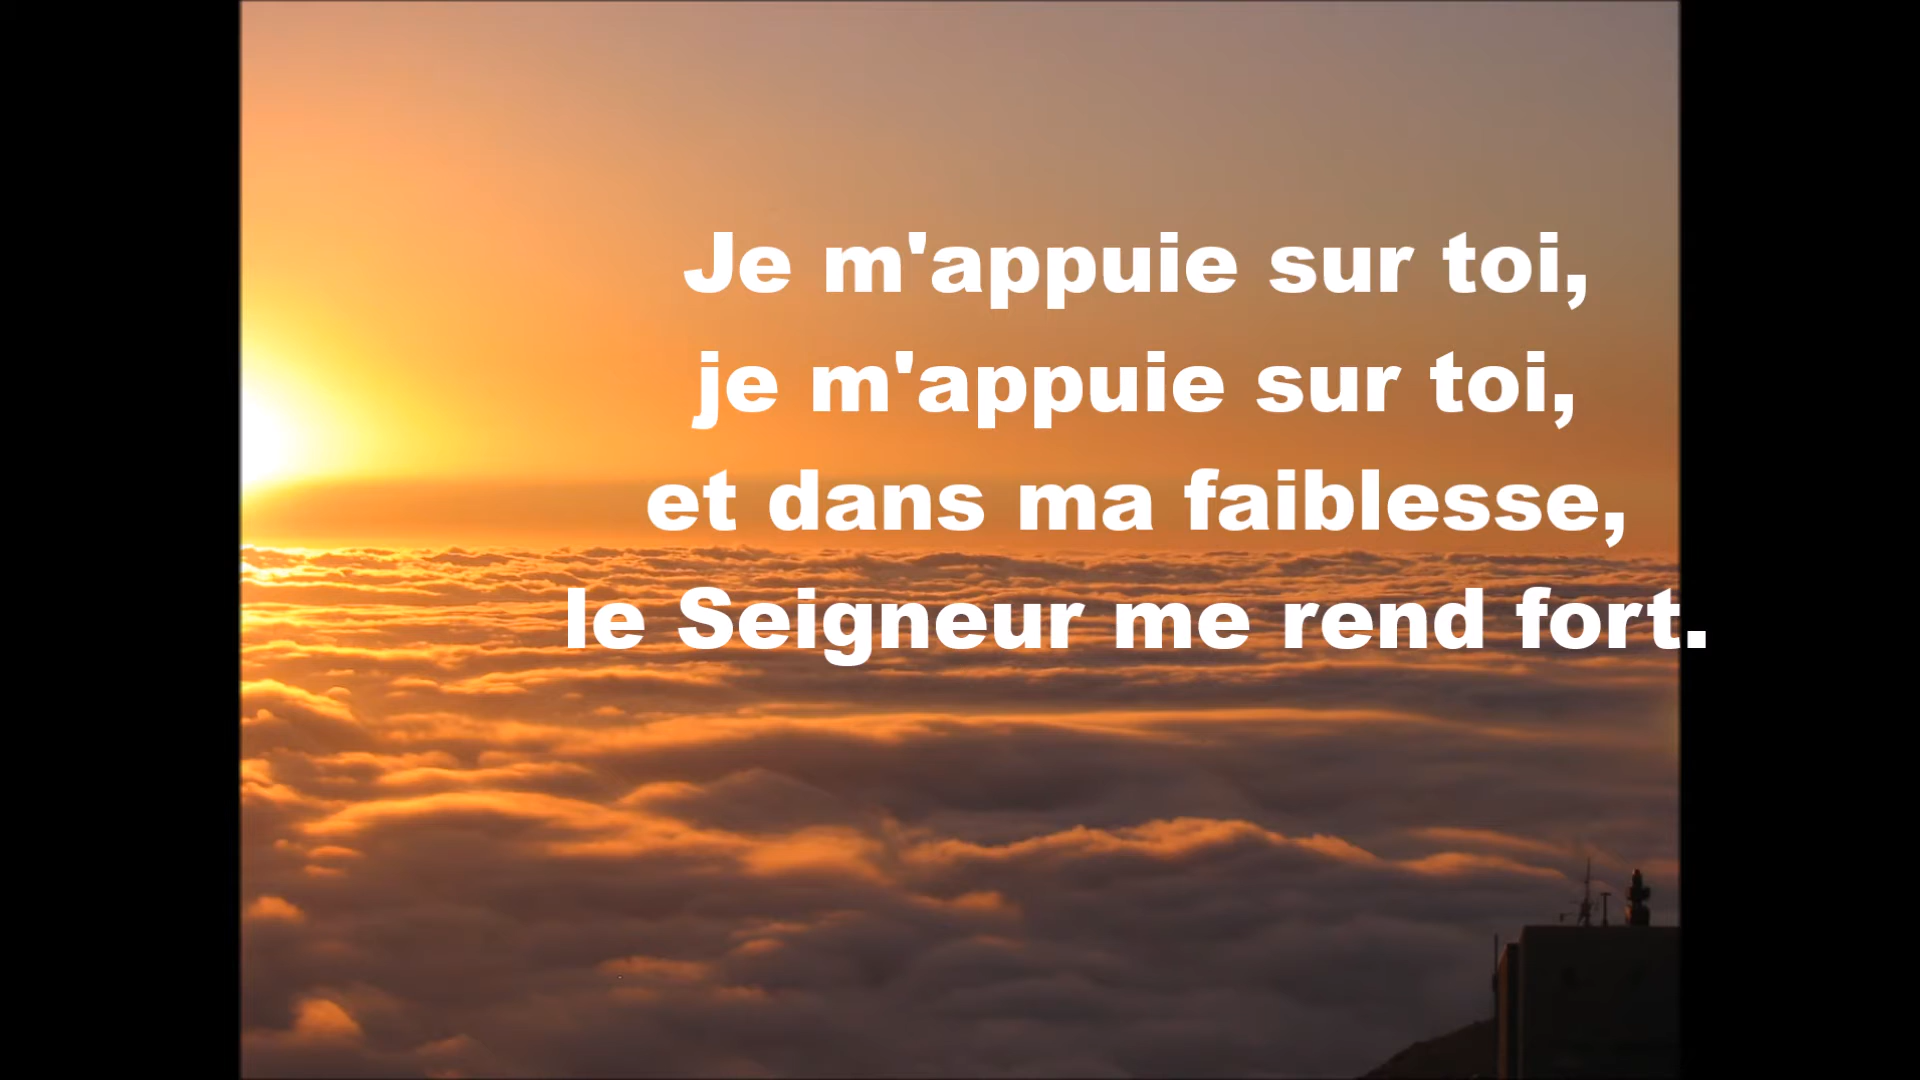 Je m'appuie sur toi,
je m'appuie sur toi,
et dans ma faiblesse,
le Seigneur me rend fort.